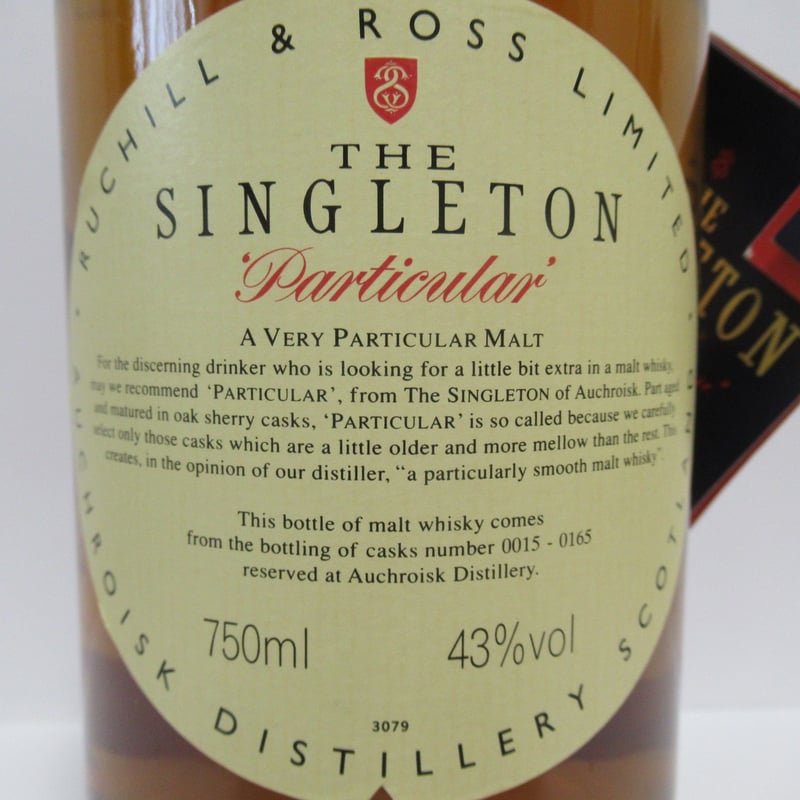 RUCHILL & ROSS LIMITED
THE
SINGLETON
'Particular'
A VERY PARTICULAR MALT
For the discerning drinker who is looking for a little bit extra in a malt whisky,
may we recommend 'PARTICULAR', from The SINGLETON of Auchroisk. Part aged
and matured in oak sherry casks, 'PARTICULAR' is so called because we carefully
select only those casks which are a little older and more mellow than the rest. This
creates, in the opinion of our distiller, "a particularly smooth malt whisky".
This bottle of malt whisky comes
from the bottling of casks number 0015 - 0165
reserved at Auchroisk Distillery.
750ml
43%vol
3079
DISTILLERY